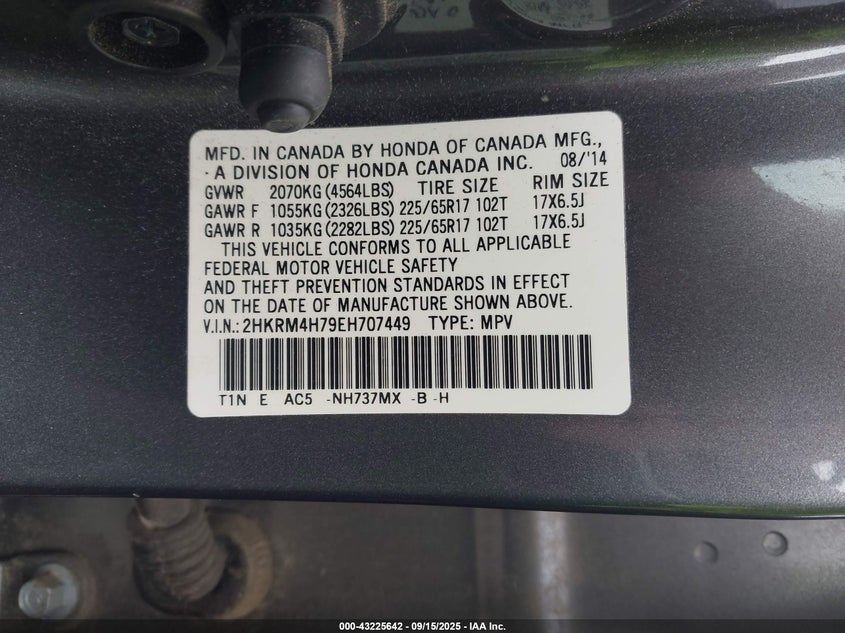 MFD. IN CANADA BY HONDA OF CANADA MFG.,
A DIVISION OF HONDA CANADA INC. 08/'14
GVWR 2070KG (4564LBS) TIRE SIZE RIM SIZE
GAWR F 1055KG (2326LBS) 225/65R17 102T 17X6.5J
GAWR R 1035KG (2282LBS) 225/65R17 102T 17X6.5J
THIS VEHICLE CONFORMS TO ALL APPLICABLE
FEDERAL MOTOR VEHICLE SAFETY
AND THEFT PREVENTION STANDARDS IN EFFECT
ON THE DATE OF MANUFACTURE SHOWN ABOVE.
V.I.N.: 2HKRM4H79EH707449 TYPE: MPV
T1N E AC5 -NH737MX -B -H
000-43225642 - 09/15/2025 - IAA Inc.